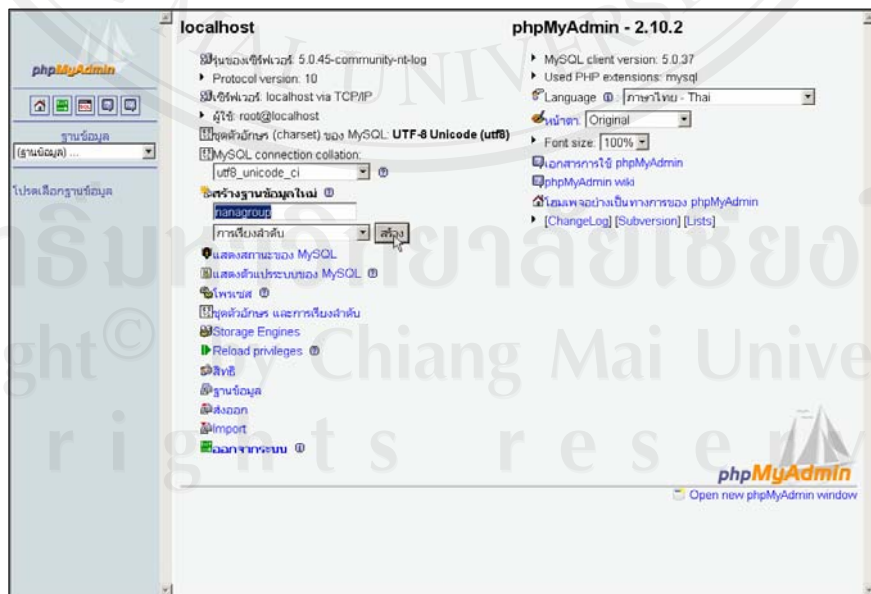 phpMyAdmin
ฐานข้อมูล
(ฐานข้อมูล) ...
โปรดเลือกฐานข้อมูล
localhost
รุ่นของเซิร์ฟเวอร์: 5.0.45-community-nt-log
Protocol version: 10
เซิร์ฟเวอร์: localhost via TCP/IP
ผู้ใช้: root@localhost
ชุดตัวอักษร (charset) ของ MySQL: UTF-8 Unicode (utf8)
MySQL connection collation:
utf8_unicode_ci
สร้างฐานข้อมูลใหม่
nanagroup
การเรียงลำดับ สร้าง
แสดงสถานะของ MySQL
แสดงตัวแปรระบบของ MySQL
โพรเซส
ชุดตัวอักษร และการเรียงลำดับ
Storage Engines
Reload privileges
สิทธิ
ฐานข้อมูล
ส่งออก
Import
ออกจากระบบ
phpMyAdmin - 2.10.2
MySQL client version: 5.0.37
Used PHP extensions: mysql
Language : ภาษาไทย - Thai
หน้าตา: Original
Font size: 100%
เอกสารการใช้ phpMyAdmin
phpMyAdmin wiki
โฮมเพจอย่างเป็นทางการของ phpMyAdmin
[ChangeLog] [Subversion] [Lists]
phpMyAdmin
Open new phpMyAdmin window
by Chiang Mai
rights